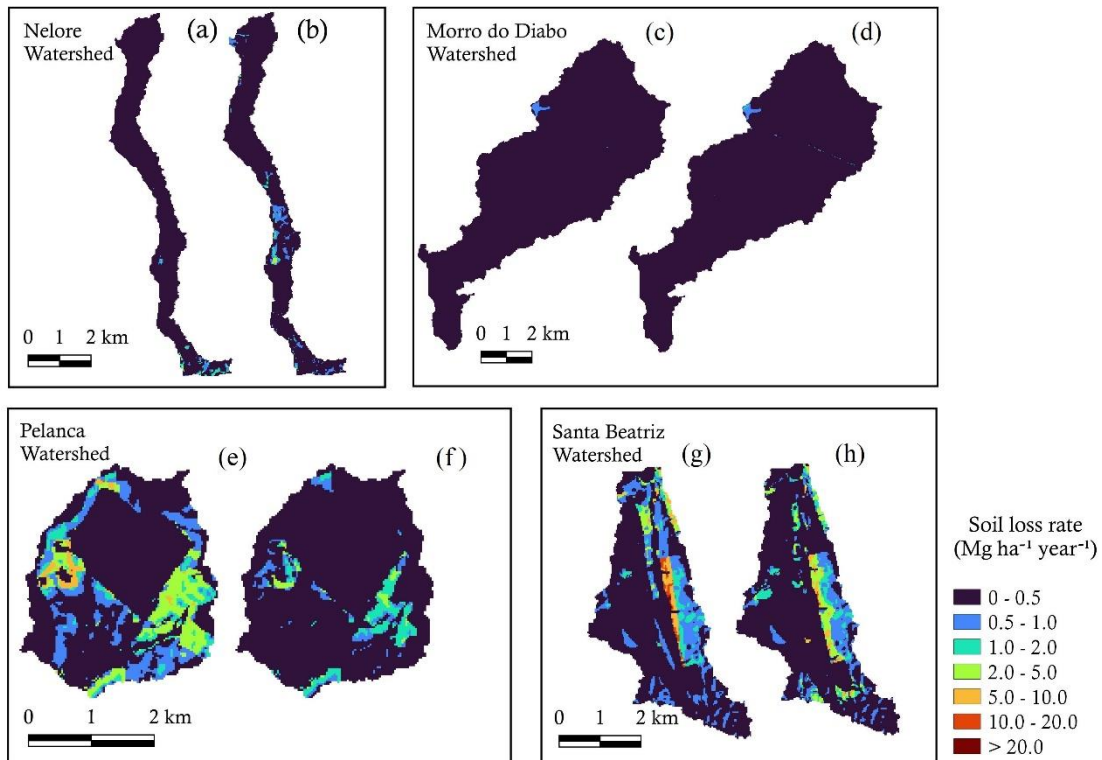 Nelore
Watershed
(a)
(b)
0 1 2 km
Morro do Diabo
Watershed
(c)
(d)
0 1 2 km
Pelanca
Watershed
(e)
(f)
0 1 2 km
Santa Beatriz
Watershed
(g)
(h)
0 1 2 km
Soil loss rate
(Mg ha⁻¹ year⁻¹)
0 - 0.5
0.5 - 1.0
1.0 - 2.0
2.0 - 5.0
5.0 - 10.0
10.0 - 20.0
> 20.0